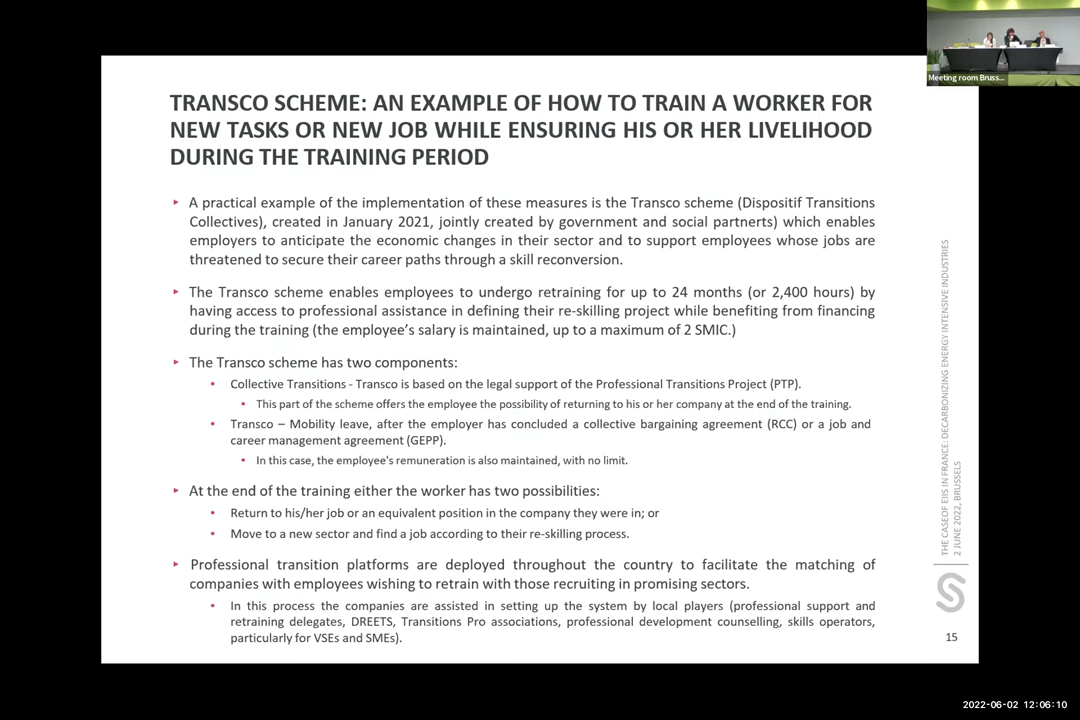 Meeting room Bruss...
TRANSCO SCHEME: AN EXAMPLE OF HOW TO TRAIN A WORKER FOR
NEW TASKS OR NEW JOB WHILE ENSURING HIS OR HER LIVELIHOOD
DURING THE TRAINING PERIOD
A practical example of the implementation of these measures is the Transco scheme (Dispositif Transitions
Collectives), created in January 2021, jointly created by government and social partnerts) which enables
employers to anticipate the economic changes in their sector and to support employees whose jobs are
threatened to secure their career paths through a skill reconversion.
The Transco scheme enables employees to undergo retraining for up to 24 months (or 2,400 hours) by
having access to professional assistance in defining their re-skilling project while benefiting from financing
during the training (the employee's salary is maintained, up to a maximum of 2 SMIC.)
The Transco scheme has two components:
Collective Transitions - Transco is based on the legal support of the Professional Transitions Project (PTP).
This part of the scheme offers the employee the possibility of returning to his or her company at the end of the training.
Transco – Mobility leave, after the employer has concluded a collective bargaining agreement (RCC) or a job and
career management agreement (GEPP).
In this case, the employee's remuneration is also maintained, with no limit.
At the end of the training either the worker has two possibilities:
Return to his/her job or an equivalent position in the company they were in; or
Move to a new sector and find a job according to their re-skilling process.
Professional transition platforms are deployed throughout the country to facilitate the matching of
companies with employees wishing to retrain with those recruiting in promising sectors.
In this process the companies are assisted in setting up the system by local players (professional support and
retraining delegates, DREETS, Transitions Pro associations, professional development counselling, skills operators,
particularly for VSEs and SMEs).
THE CASEOF EIIS IN FRANCE: DECARBONIZING ENERGY INTENSIVE INDUSTRIES
2 JUNE 2022, BRUSSELS
15
2022-06-02 12:06:10